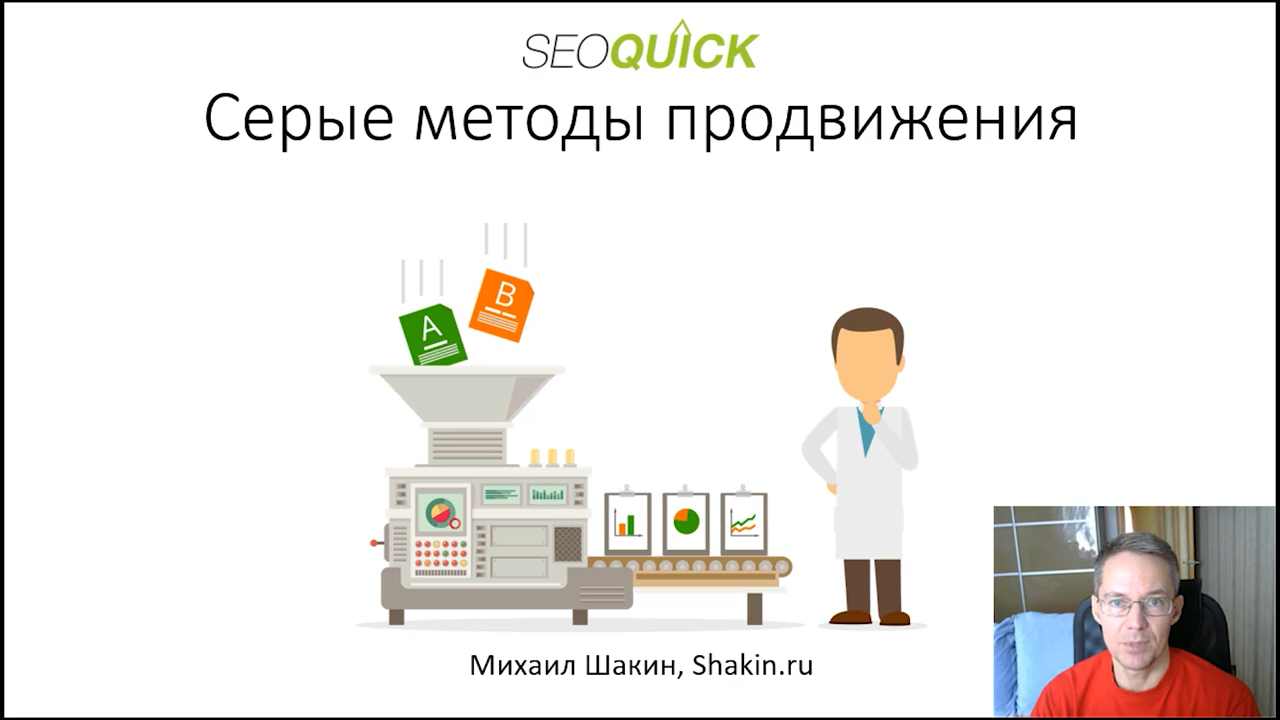 SEOQUICK
Серые методы продвижения
A
B
Михаил Шакин, Shakin.ru